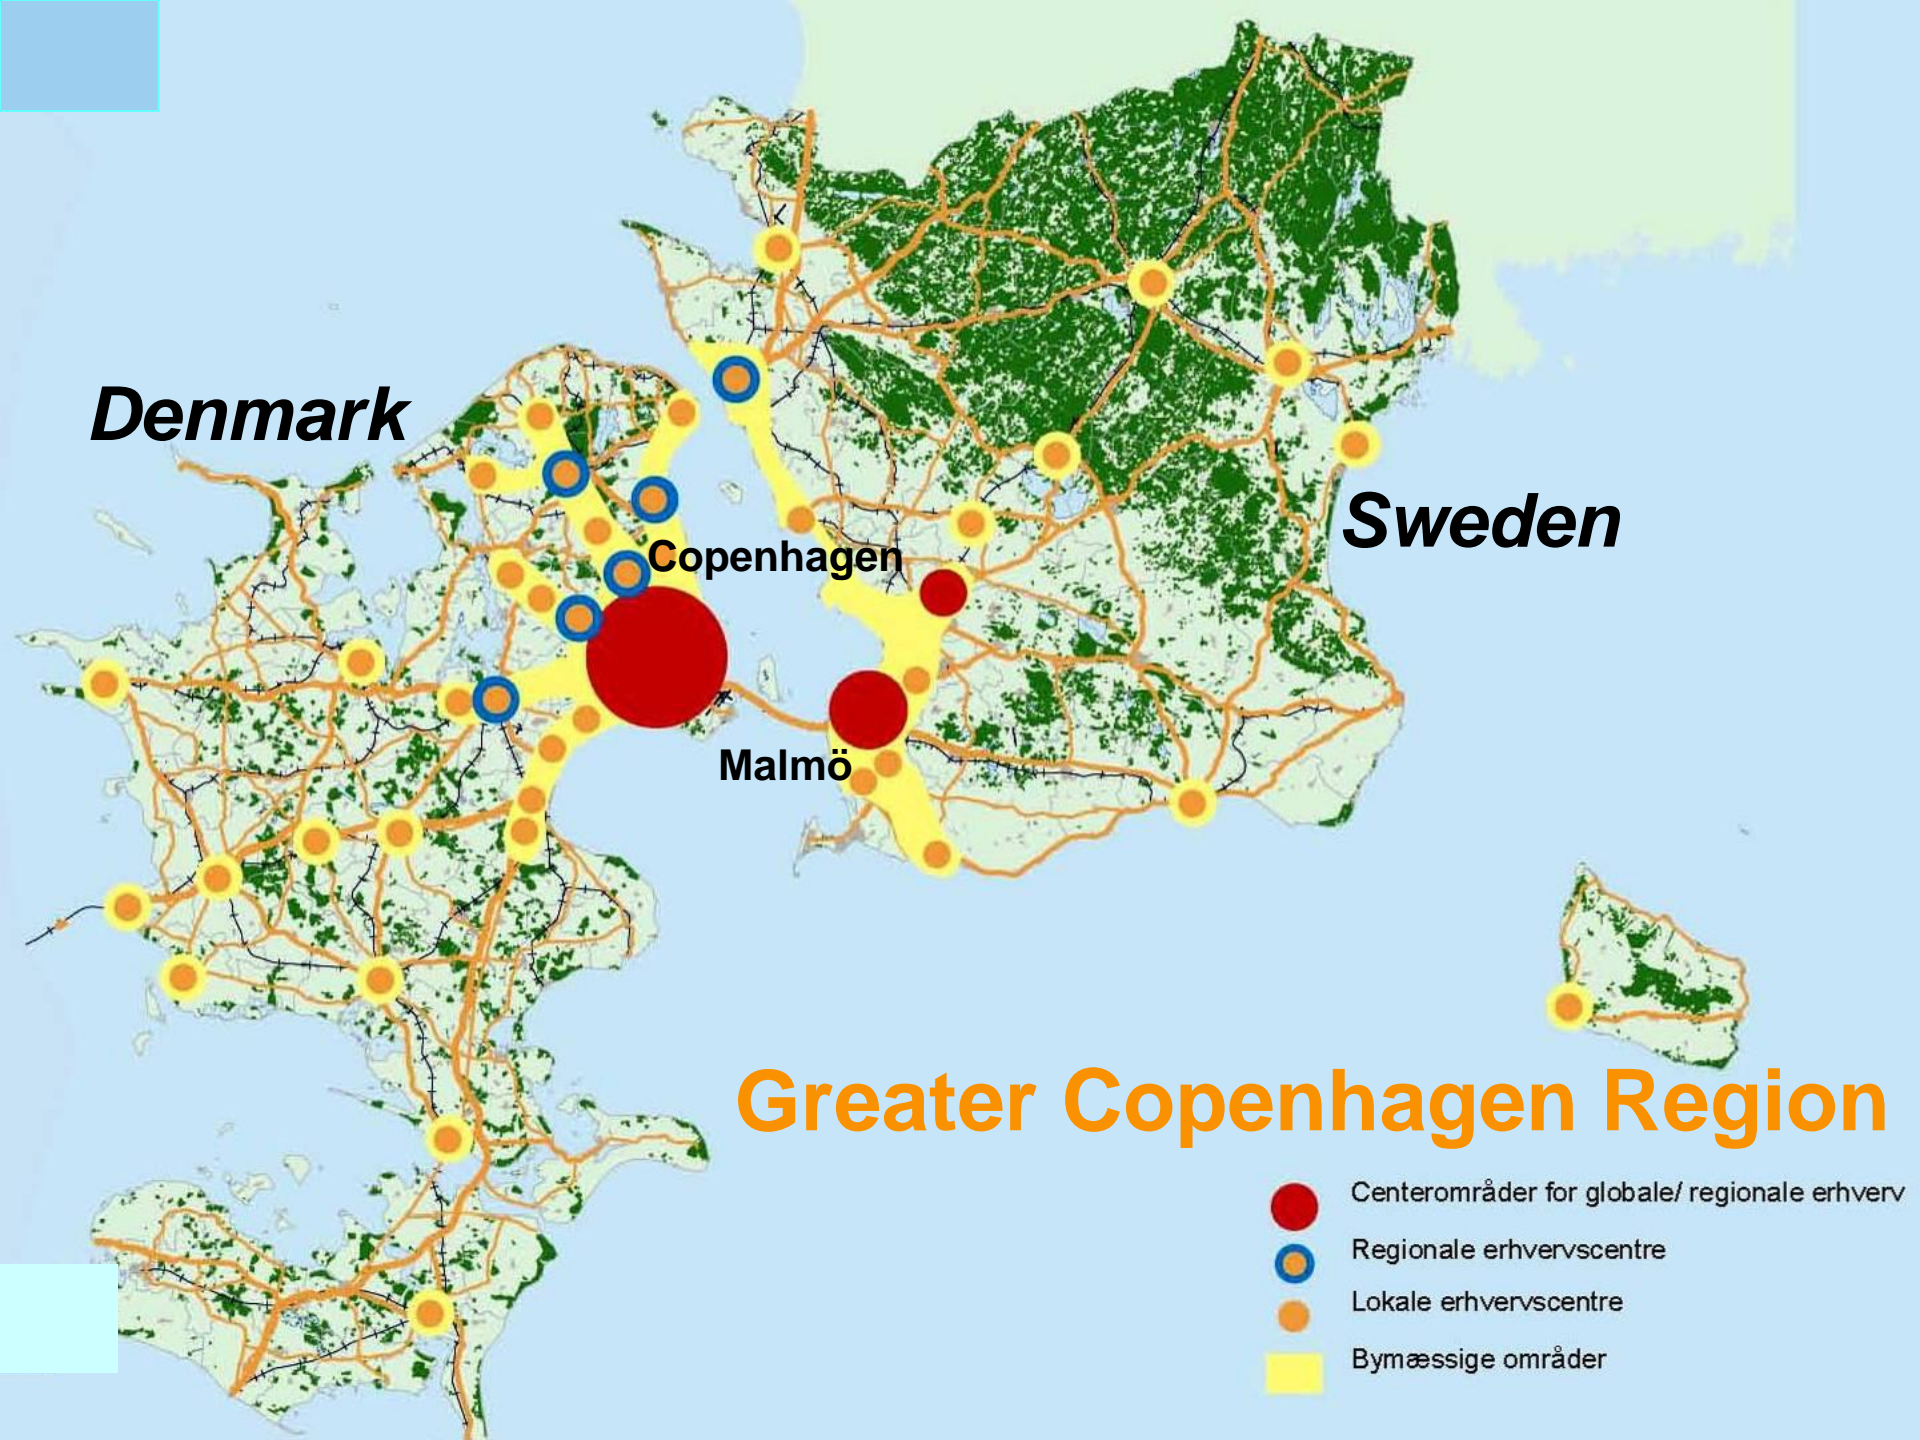 Denmark
Sweden
Copenhagen
Malmö
Greater Copenhagen Region
Centerområder for globale/ regionale erhverv
Regionale erhvervscentre
Lokale erhvervscentre
Bymæssige områder